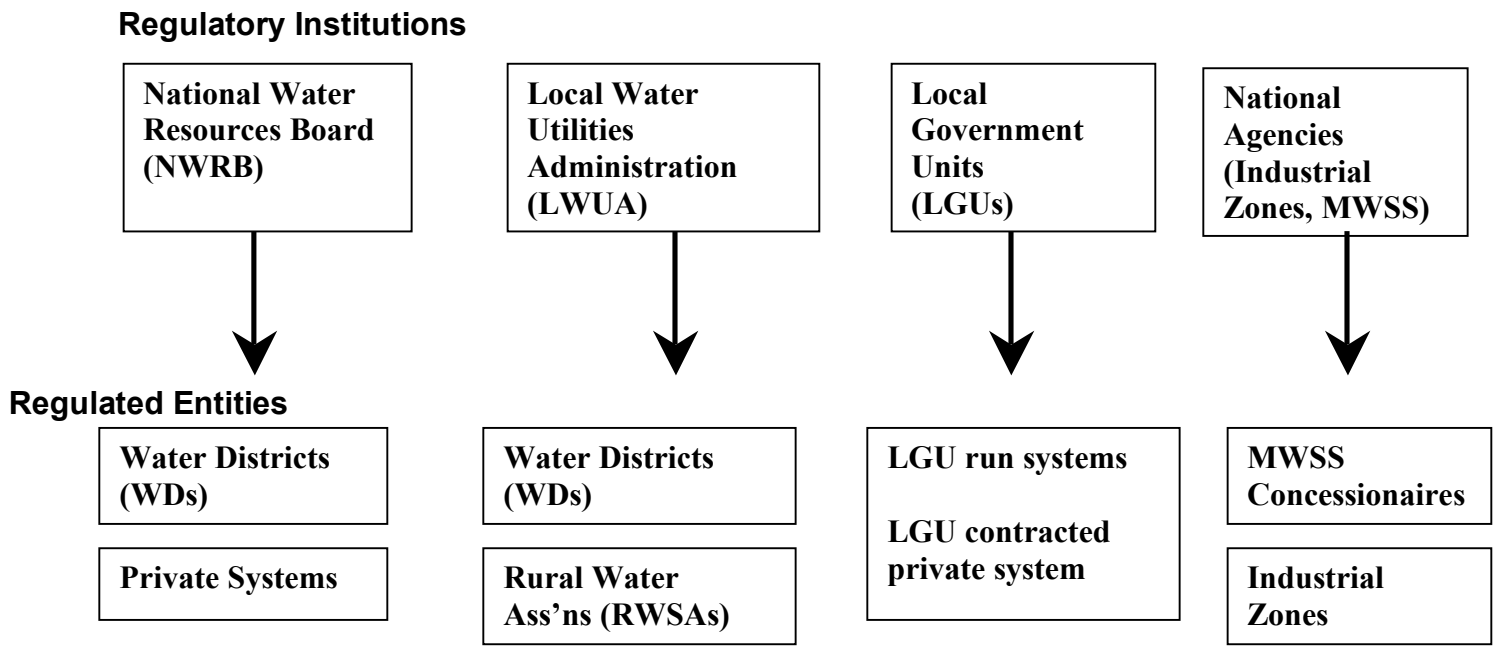 Regulatory Institutions
National Water
Resources Board
(NWRB)
Local Water
Utilities
Administration
(LWUA)
Local
Government
Units
(LGUs)
National
Agencies
(Industrial
Zones, MWSS)
Regulated Entities
Water Districts
(WDs)
Private Systems
Water Districts
(WDs)
Rural Water
Ass’ns (RWSAs)
LGU run systems
LGU contracted
private system
MWSS
Concessionaires
Industrial
Zones